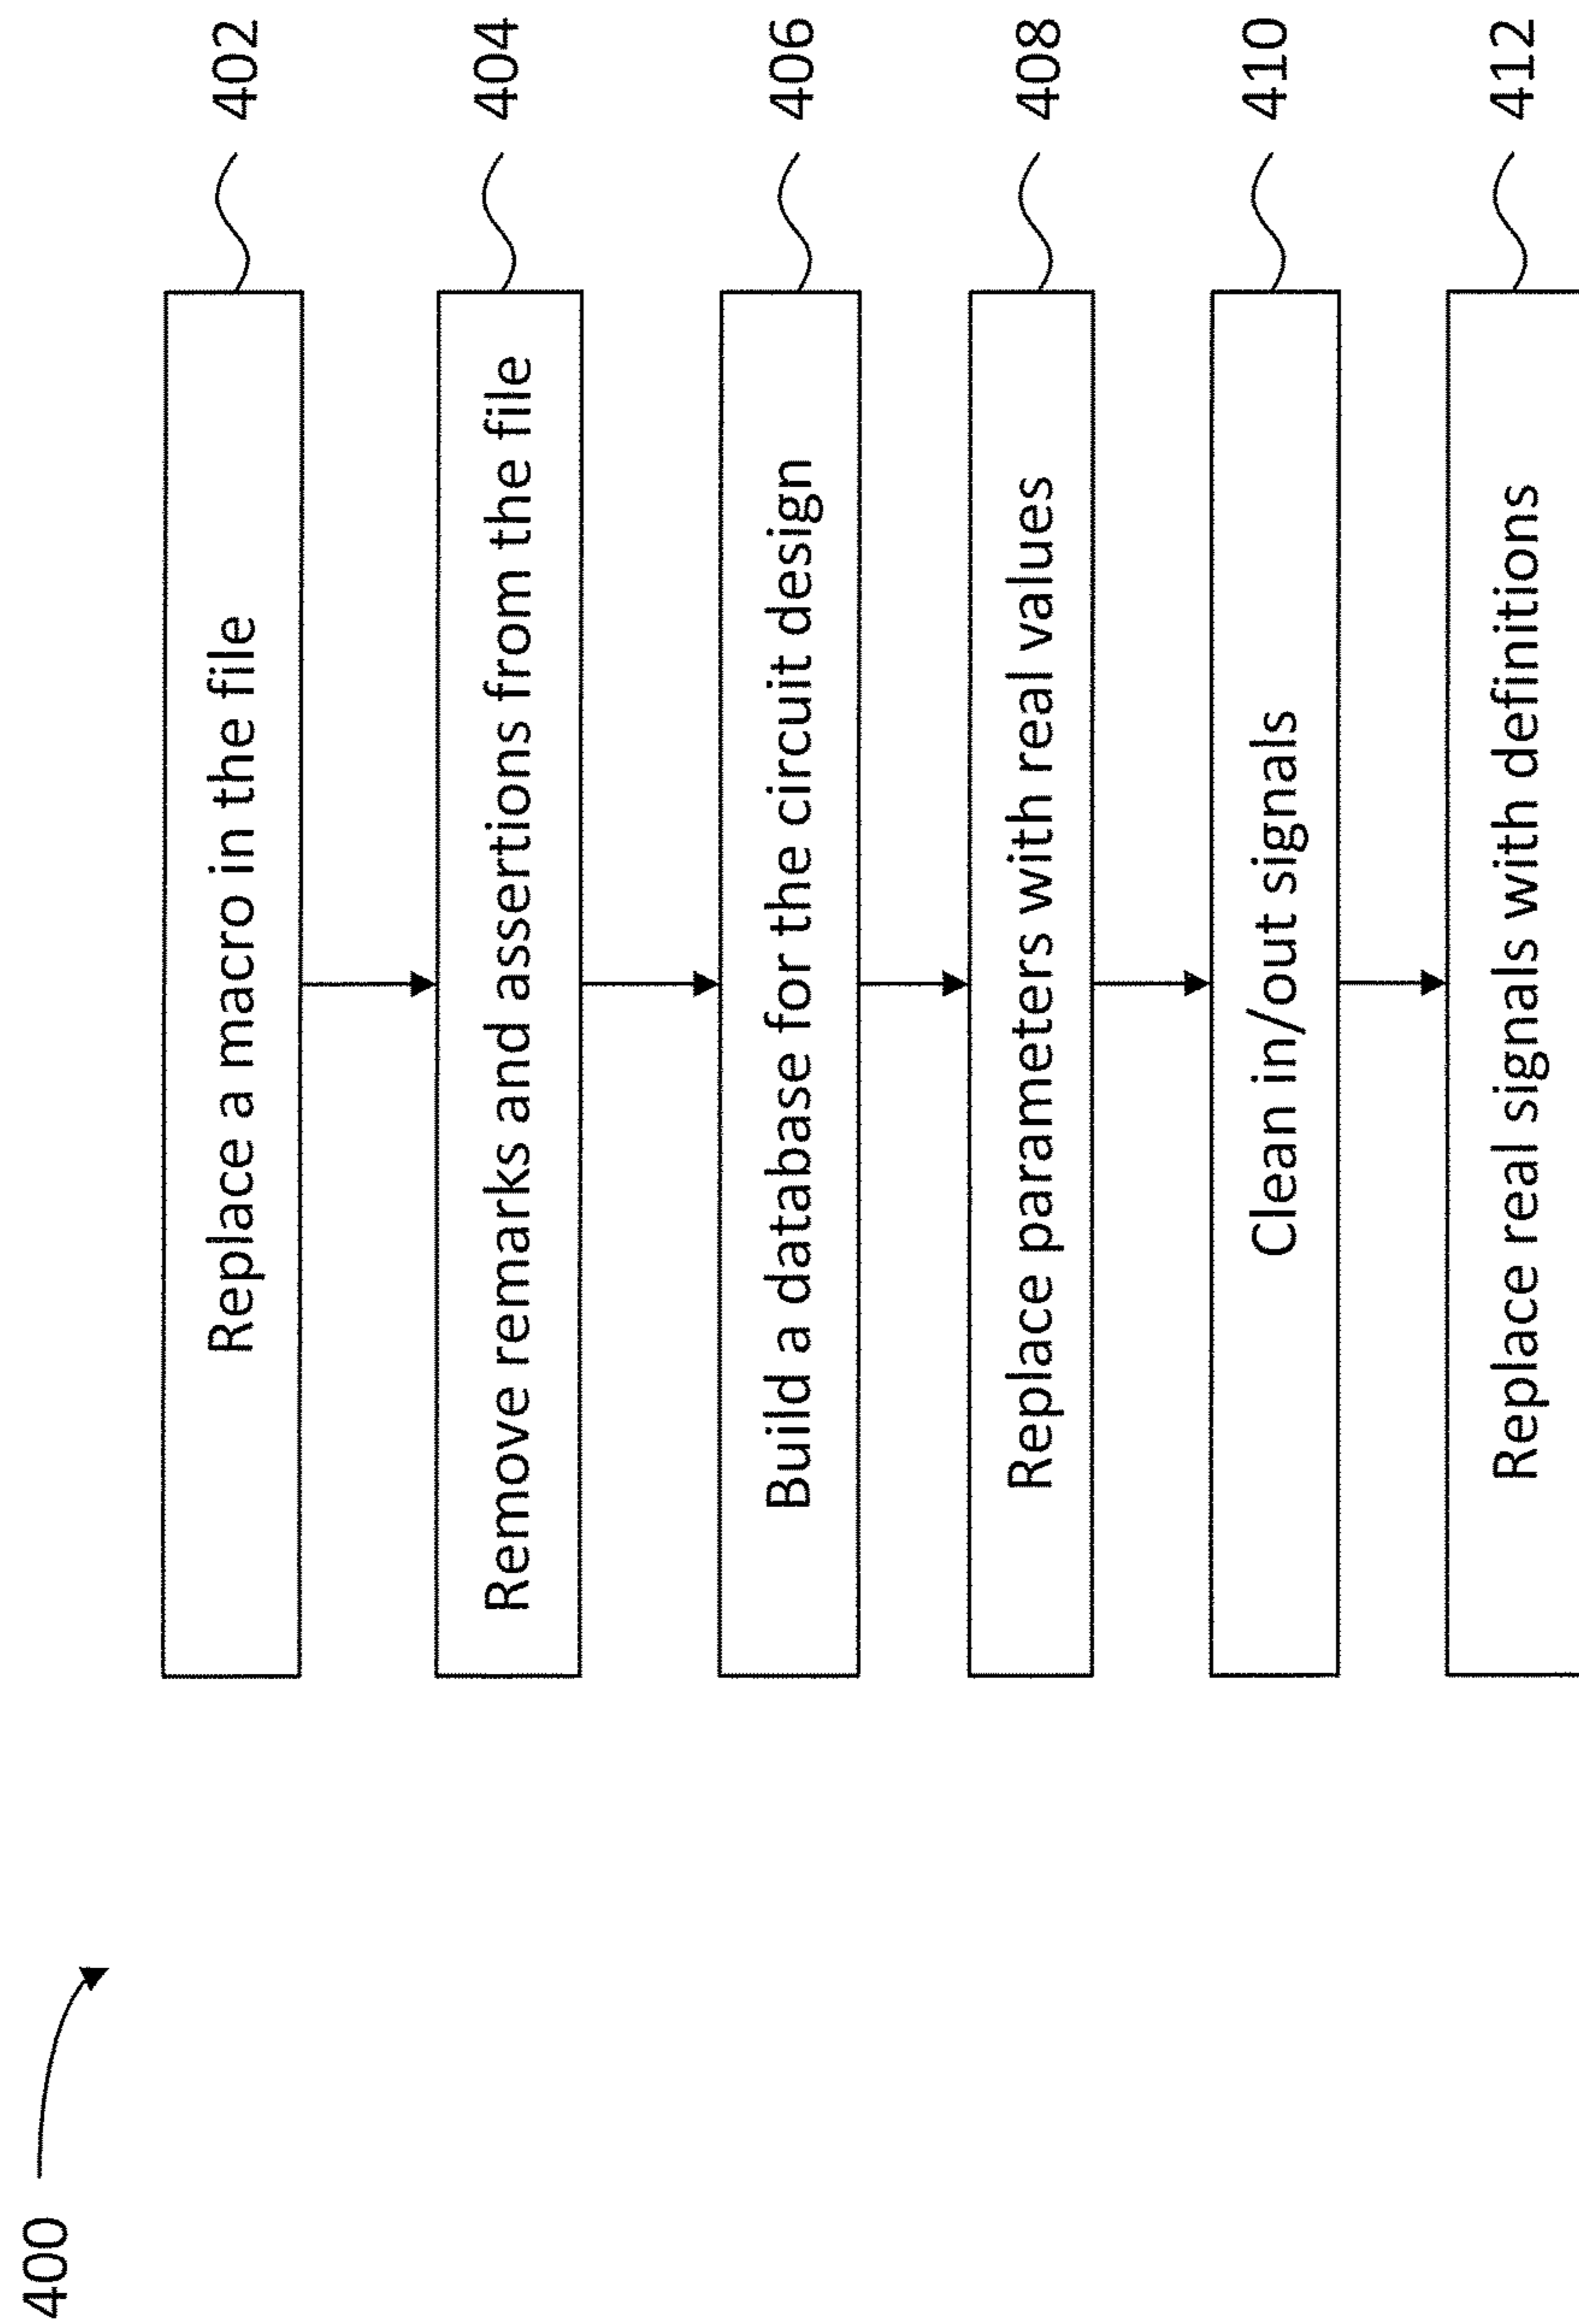 400
Replace a macro in the file
402
Remove remarks and assertions from the file
404
Build a database for the circuit design
406
Replace parameters with real values
408
Clean in/out signals
410
Replace real signals with definitions
412